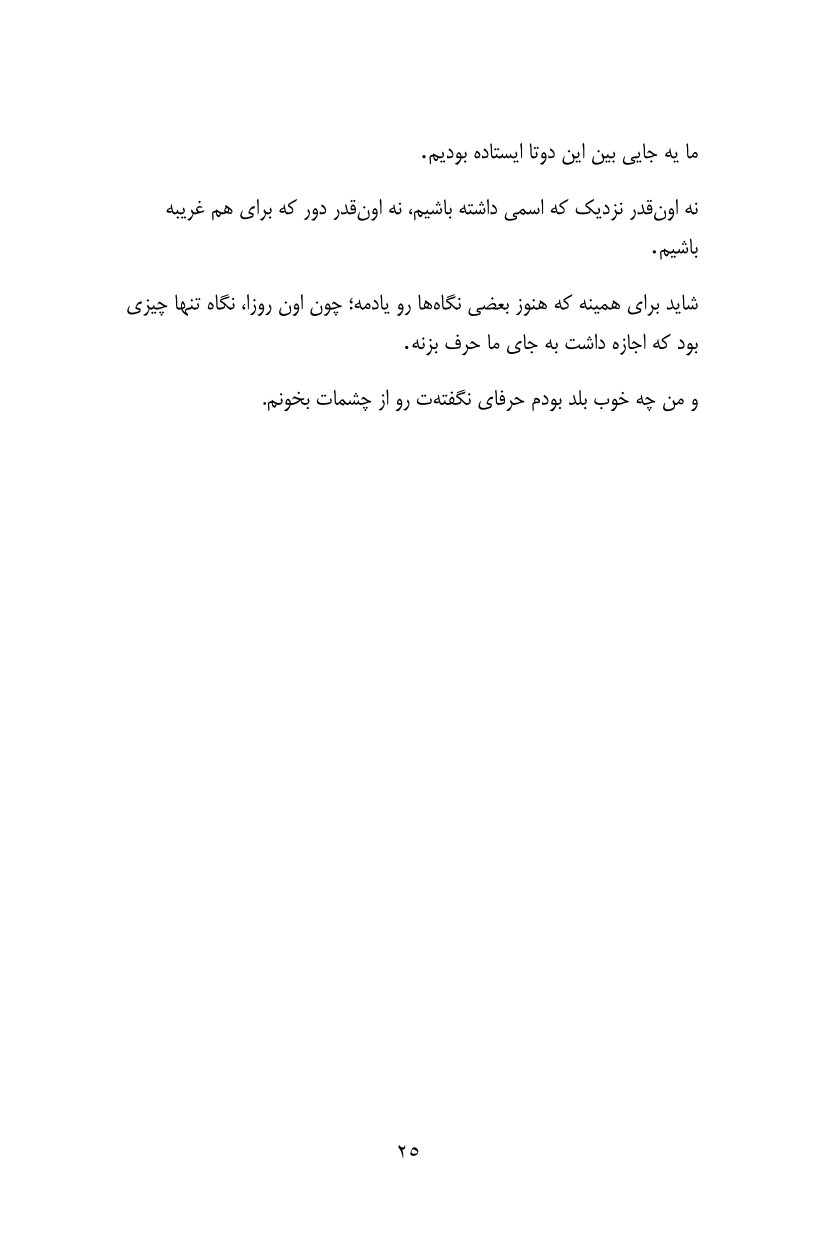 ما یه جایی بین این دوتا ایستاده بودیم.
نه اون‌قدر نزدیک که اسمی داشته باشیم، نه اون‌قدر دور که برای هم غریبه
باشیم.
شاید برای همینه که هنوز بعضی نگاه‌ها رو یادمه؛ چون اون روزا، نگاه تنها چیزی
بود که اجازه داشت به جای ما حرف بزنه.
و من چه خوب بلد بودم حرفای نگفته‌ت رو از چشمات بخونم.
۲۵